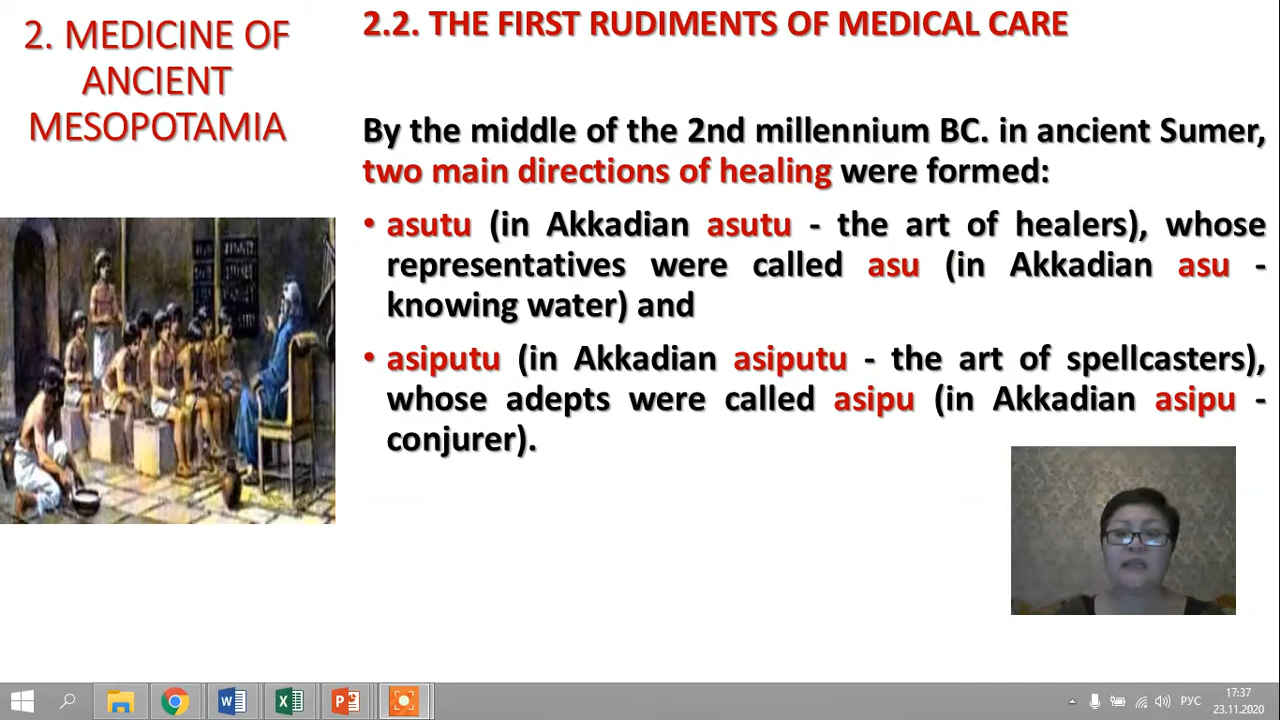 2. MEDICINE OF
ANCIENT
MESOPOTAMIA
2.2. THE FIRST RUDIMENTS OF MEDICAL CARE
By the middle of the 2nd millennium BC. in ancient Sumer,
two main directions of healing were formed:
• asutu (in Akkadian asutu - the art of healers), whose
representatives were called asu (in Akkadian asu -
knowing water) and
• asiputu (in Akkadian asiputu - the art of spellcasters),
whose adepts were called asipu (in Akkadian asipu -
conjurer).
РУС
17:37
23.11.2020